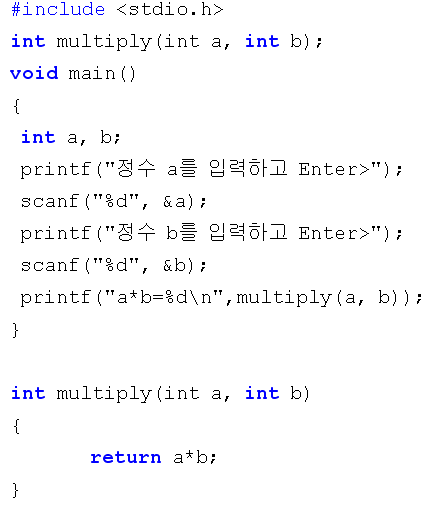 #include <stdio.h>
int multiply(int a, int b);
void main()
{
int a, b;
printf("정수 a를 입력하고 Enter>");
scanf("%d", &a);
printf("정수 b를 입력하고 Enter>");
scanf("%d", &b);
printf("a*b=%d\n",multiply(a, b));
}
int multiply(int a, int b)
{
return a*b;
}